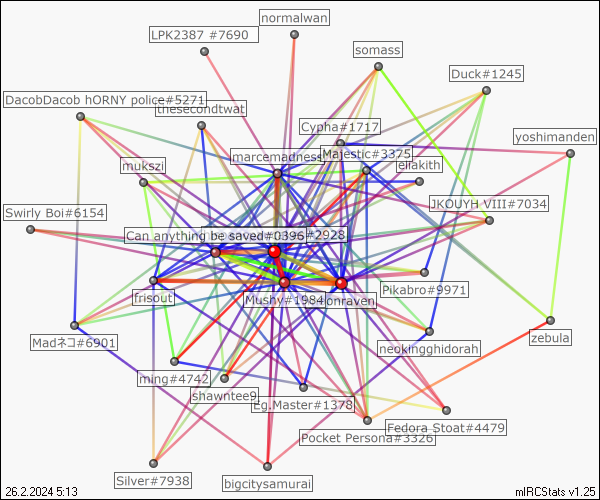 normalwan
LPK2387 #7690
somass
Duck#1245
DacobDacob hORNY police#5271
thesecondtwat
Cypha#1717
yoshimanden
marcemadness
Majestic#3375
eliakith
mukszi
JKOUYH VIII#7034
Swirly Boi#6154
Can anything be saved#0396
#2928
Pikabro#9971
frisout
Mushy#1984
omaven
zebula
Madネコ#6901
neokingghidorah
ming#4742
shawntee9
Eg.Master#1378
Fedora Stoat#4479
Pocket Persona#3326
Silver#7938
bigcitysamurai
26.2.2024 5:13
mIRCStats v1.25